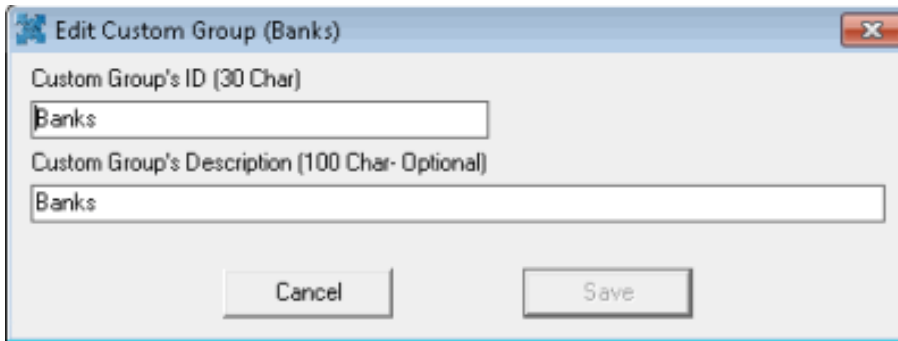 Edit Custom Group (Banks)
Custom Group's ID (30 Char)
Banks
Custom Group's Description (100 Char- Optional)
Banks
Cancel Save